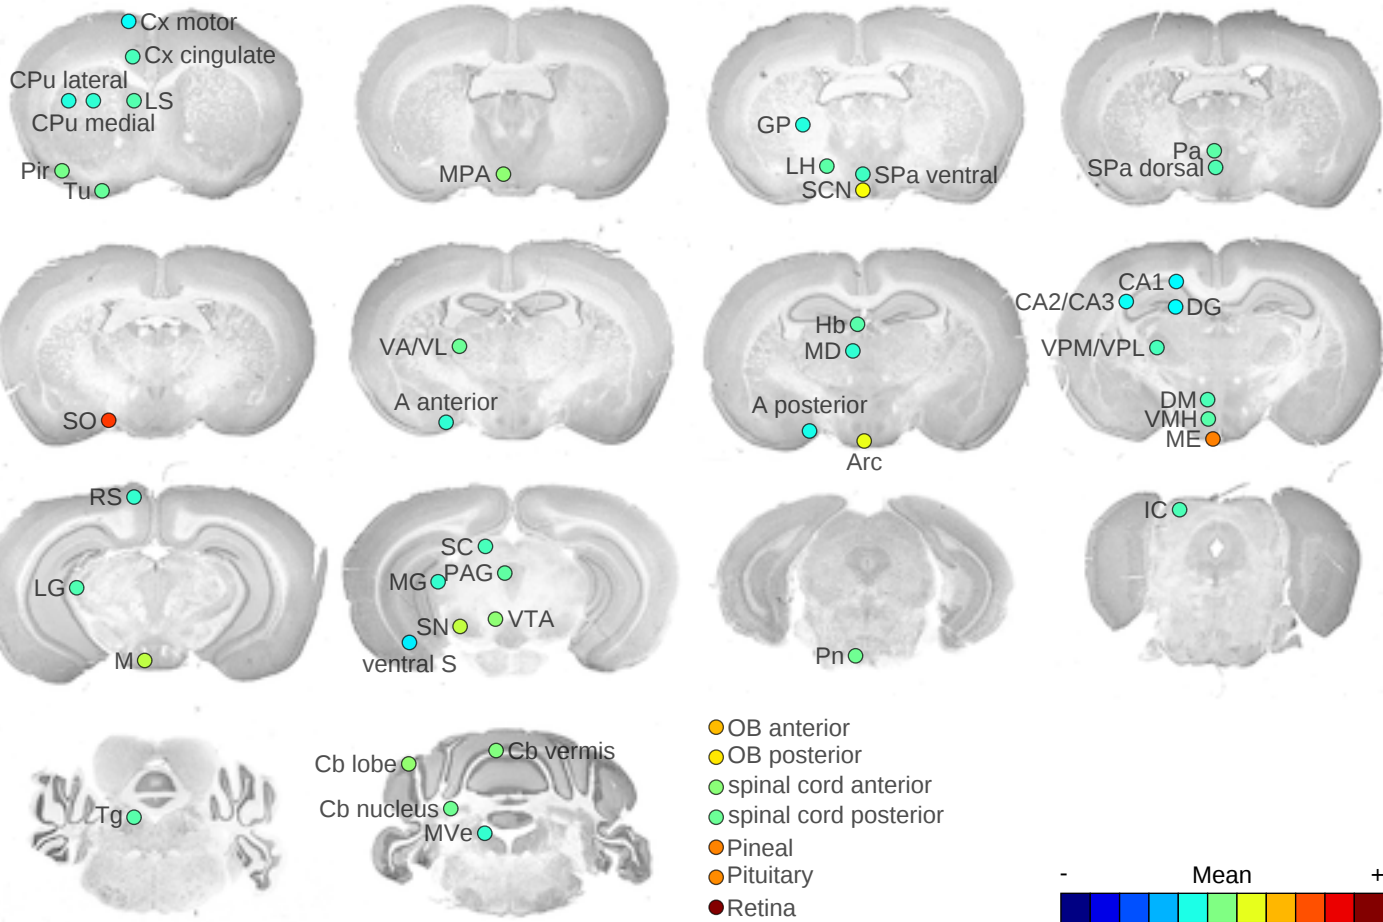 Cx motor
Cx cingulate
CPu lateral
LS
CPu medial
Pir
Tu
MPA
GP
LH
SPa ventral
SCN
Pa
SPa dorsal
SO
VA/VL
A anterior
Hb
MD
A posterior
Arc
CA1
CA2/CA3
DG
VPM/VPL
DM
VMH
ME
RS
LG
M
SC
MG
PAG
SN
VTA
ventral S
Pn
IC
Tg
Cb lobe
Cb vermis
Cb nucleus
MVe
OB anterior
OB posterior
spinal cord anterior
spinal cord posterior
Pineal
Pituitary
Retina
- Mean +